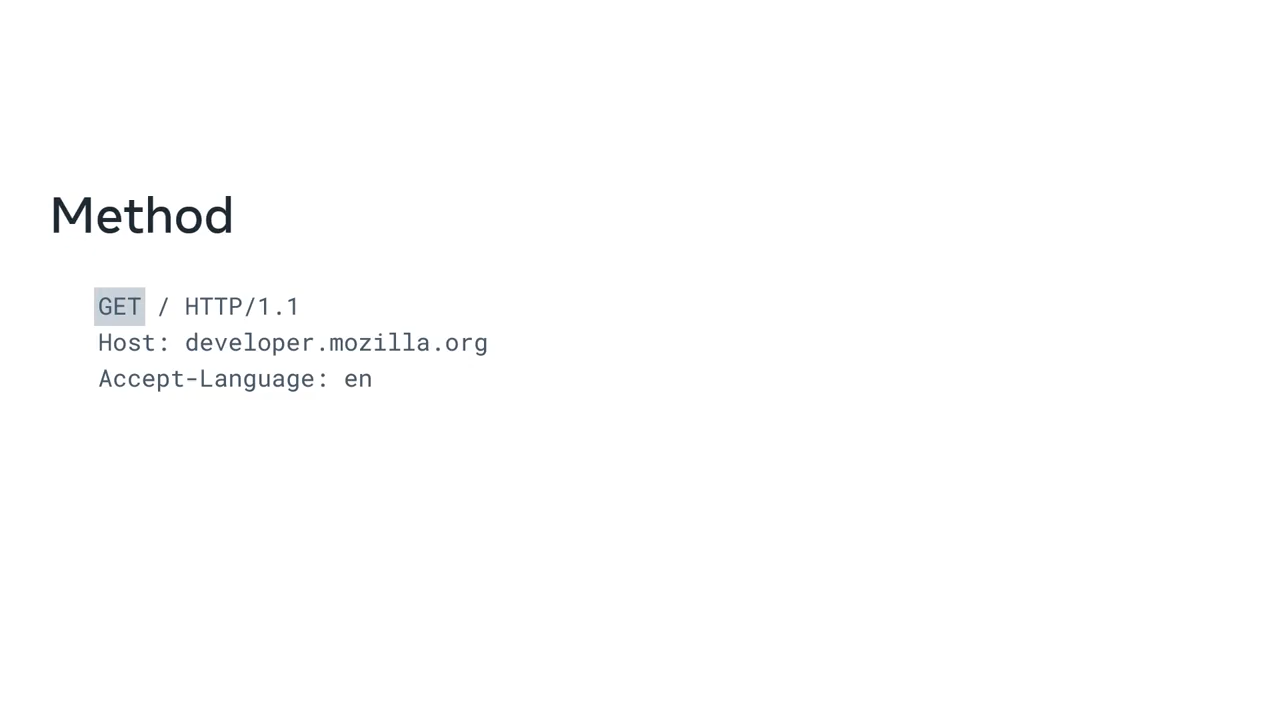 Method
GET / HTTP/1.1
Host: developer.mozilla.org
Accept-Language: en